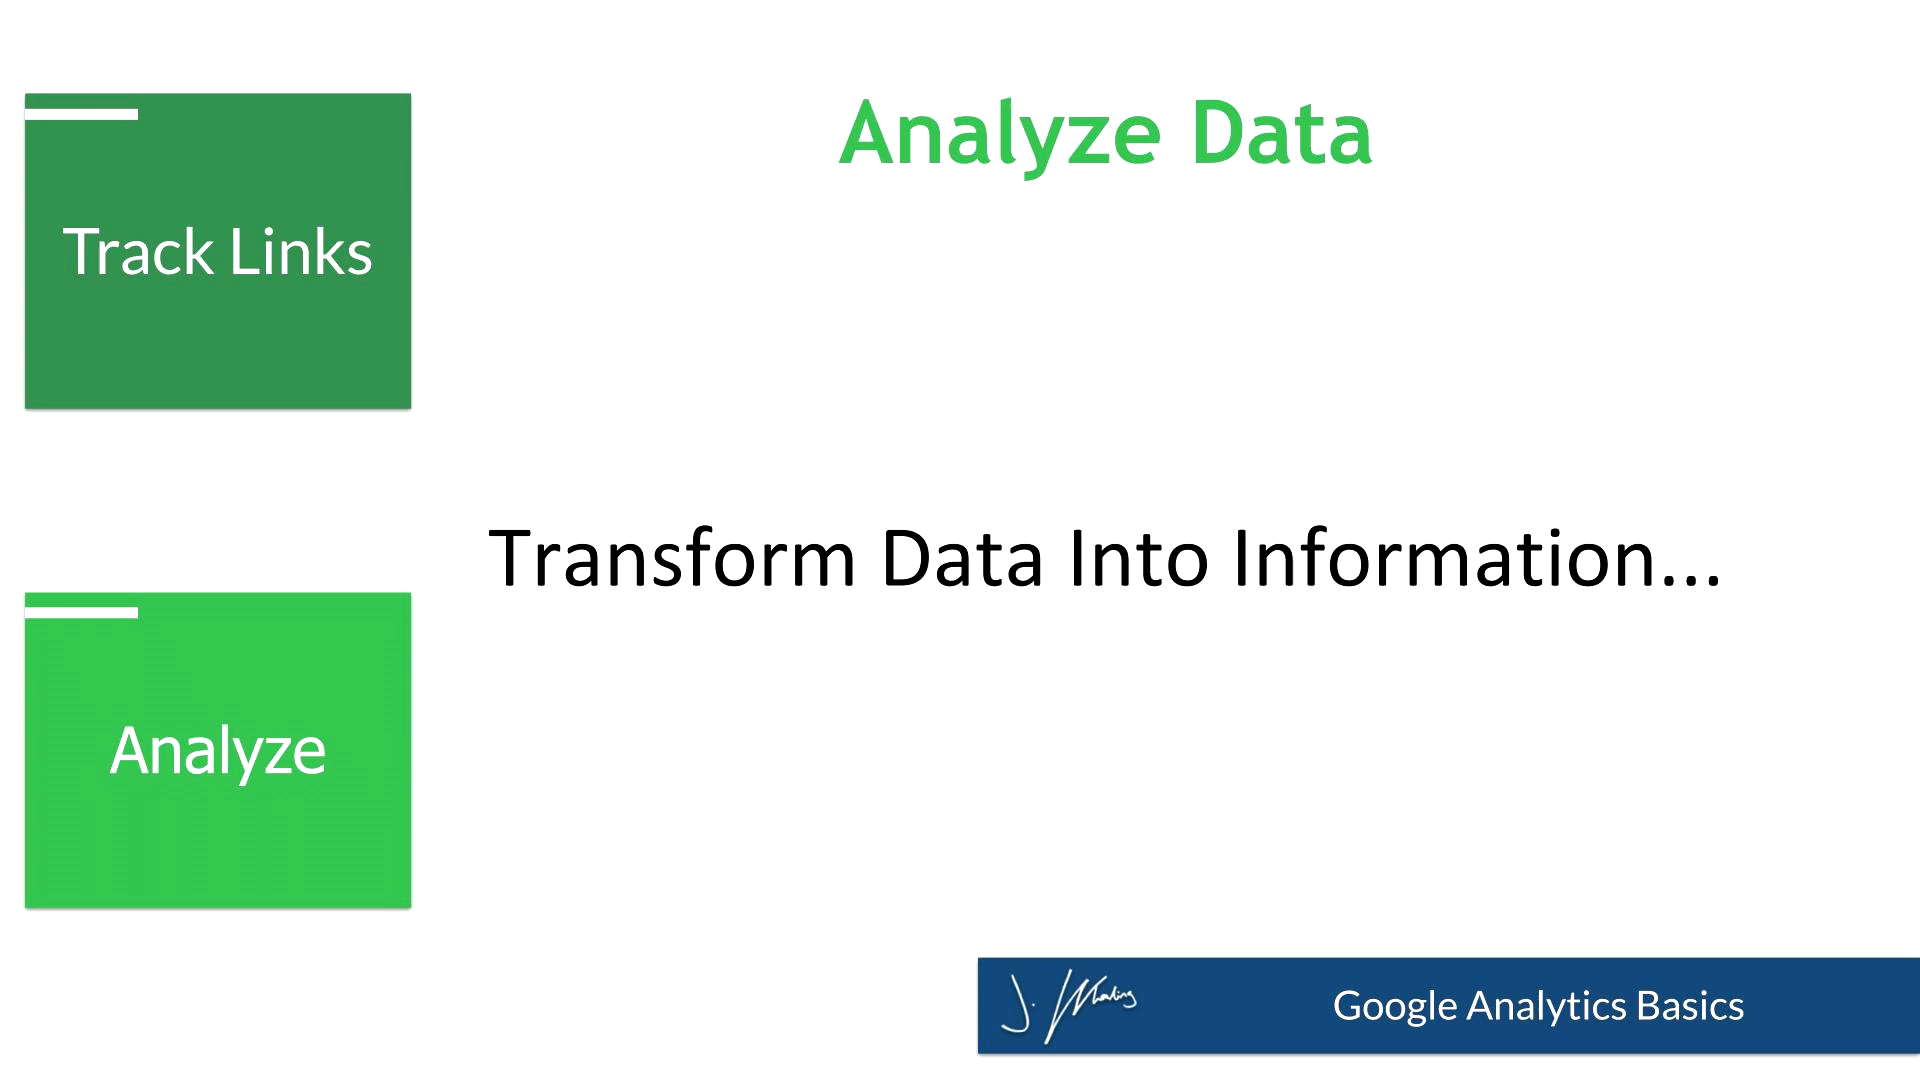 Analyze Data
Track Links
Transform Data Into Information...
Analyze
Google Analytics Basics